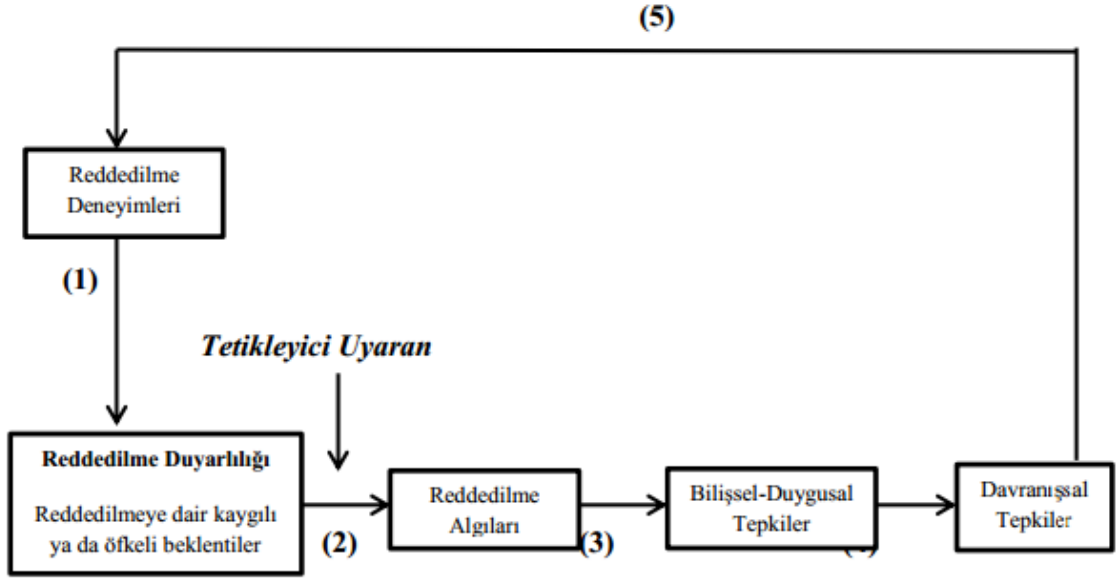 (5)
Reddedilme
Deneyimleri
(1)
Tetikleyici Uyaran
Reddedilme Duyarlılığı
Reddedilmeye dair kaygılı
ya da öfkeli beklentiler
(2)
Reddedilme
Algıları
(3)
Bilişsel-Duygusal
Tepkiler
Davranışsal
Tepkiler